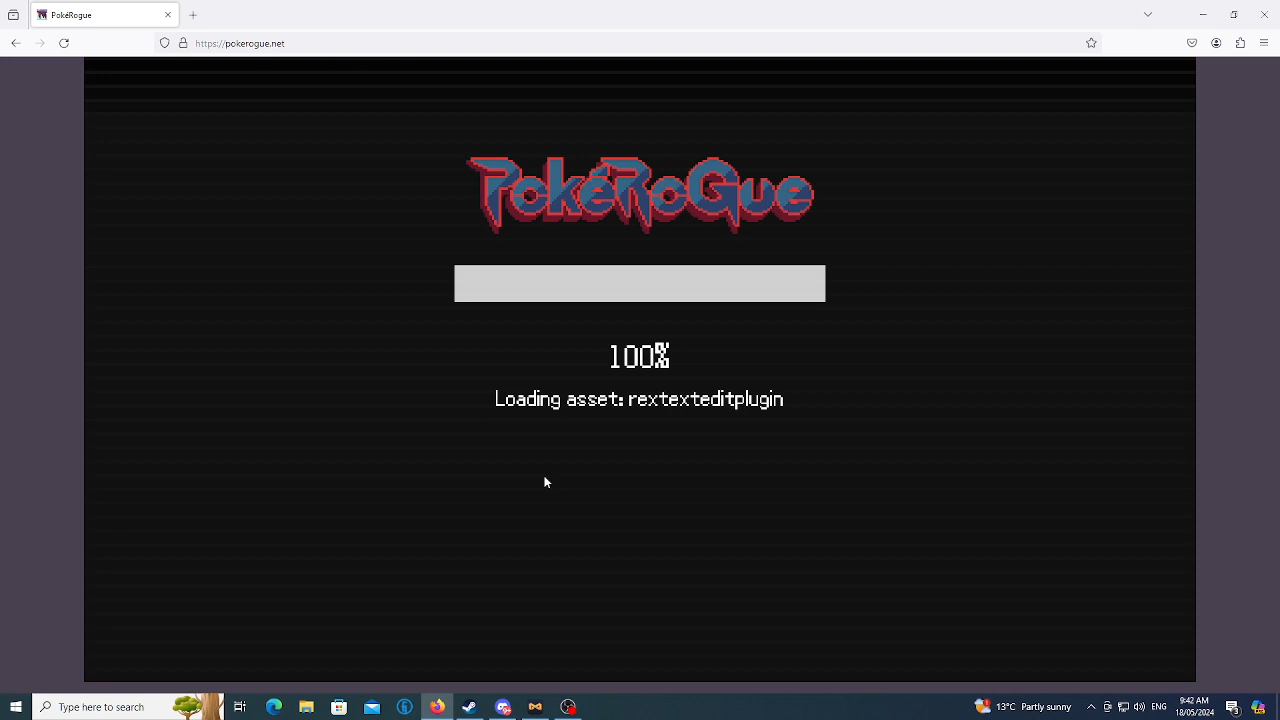 PokéRogue
https://pokerogue.net
PokéRoGue
100%
Loading asset: rextexteditplugin
Type here to search
13°C Partly sunny
9:42 AM
18/05/2024